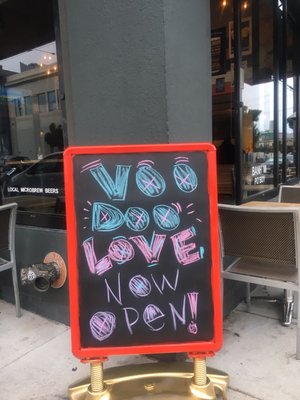 VOO
DOO
LOVE,
NOW
OPEN!
LOCAL MICROBREW BEERS